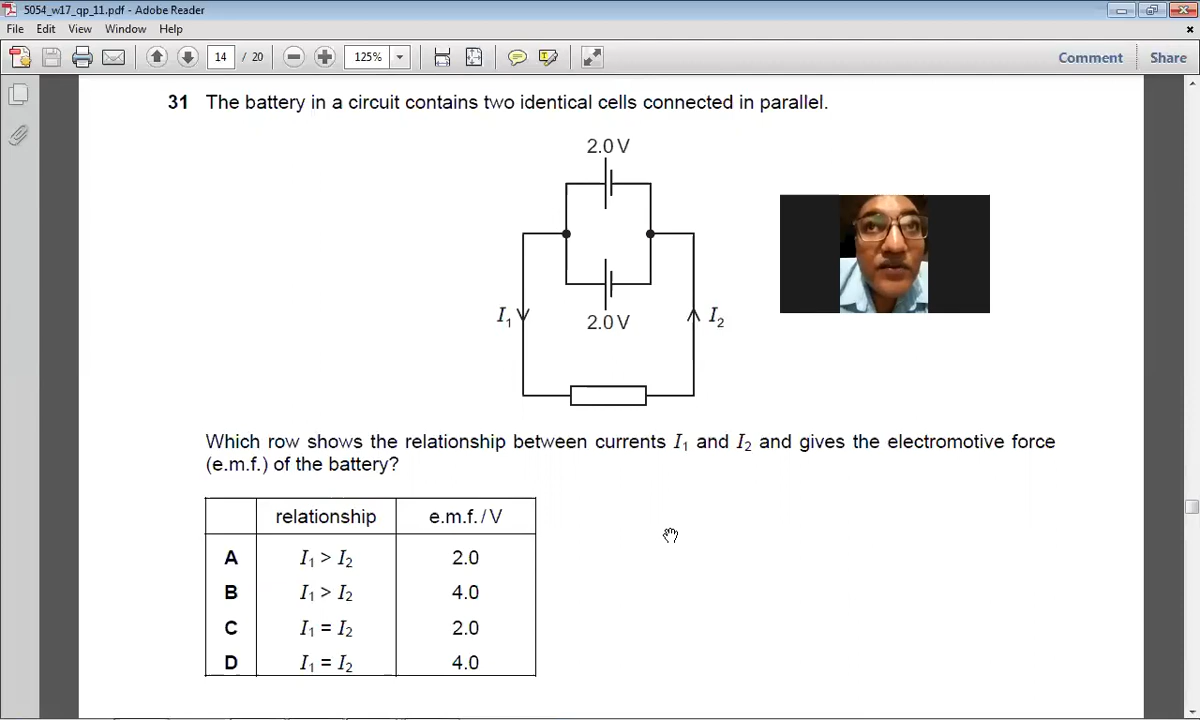 5054_w17_qp_11.pdf - Adobe Reader
File Edit View Window Help
14 / 20 125% Comment Share
31 The battery in a circuit contains two identical cells connected in parallel.
2.0 V
I1 2.0 V I2
Which row shows the relationship between currents I1 and I2 and gives the electromotive force
(e.m.f.) of the battery?
relationship e.m.f. / V
A I1 > I2 2.0
B I1 > I2 4.0
C I1 = I2 2.0
D I1 = I2 4.0